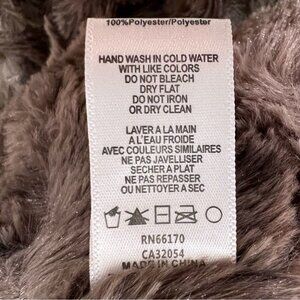 100%Polyester/Polyester
HAND WASH IN COLD WATER
WITH LIKE COLORS
DO NOT BLEACH
DRY FLAT
DO NOT IRON
OR DRY CLEAN
LAVER A LA MAIN
A L'EAU FROIDE
AVEC COULEURS SIMILAIRES
NE PAS JAVELLISER
SECHER A PLAT
NE PAS REPASSER
OU NETTOYER A SEC
RN66170
CA32054
MADE IN CHINA